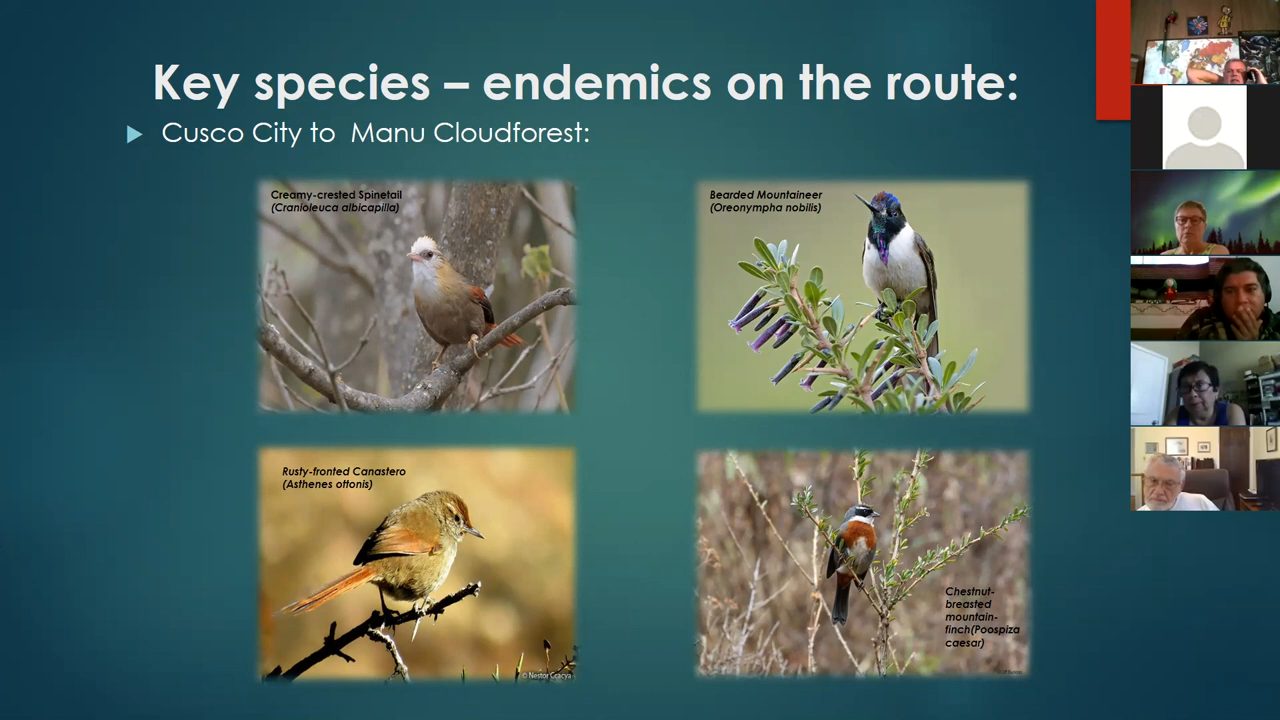 Key species – endemics on the route:
Cusco City to Manu Cloudforest:
Creamy-crested Spinetail
(Cranioleuca albicapilla)
Bearded Mountaineer
(Oreonympha nobilis)
Rusty-fronted Canastero
(Asthenes ottonis)
© Nestor Ccacya
Chestnut-
breasted
mountain-
finch(Poospiza
caesar)